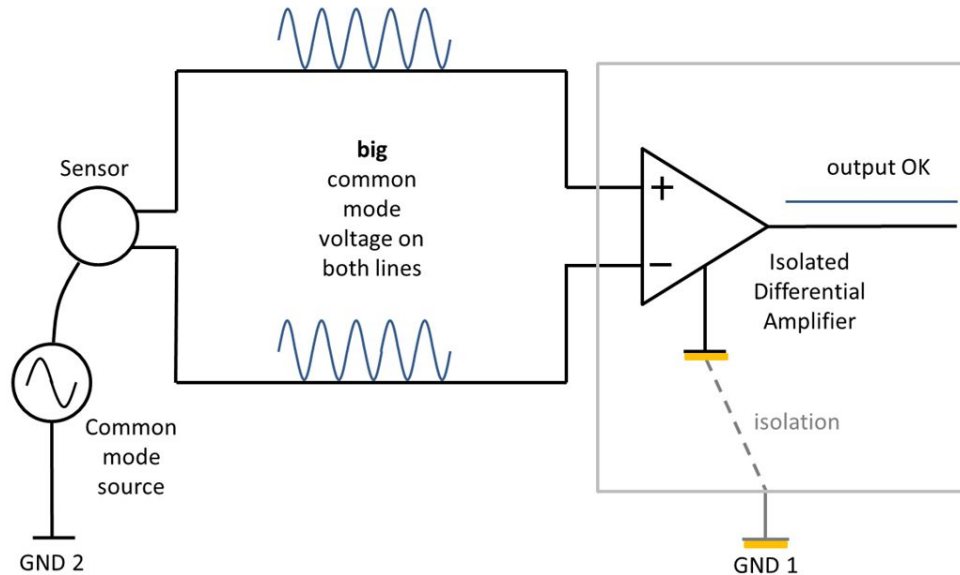 Sensor
big
common
mode
voltage on
both lines
+
−
output OK
Isolated
Differential
Amplifier
isolation
Common
mode
source
GND 2
GND 1